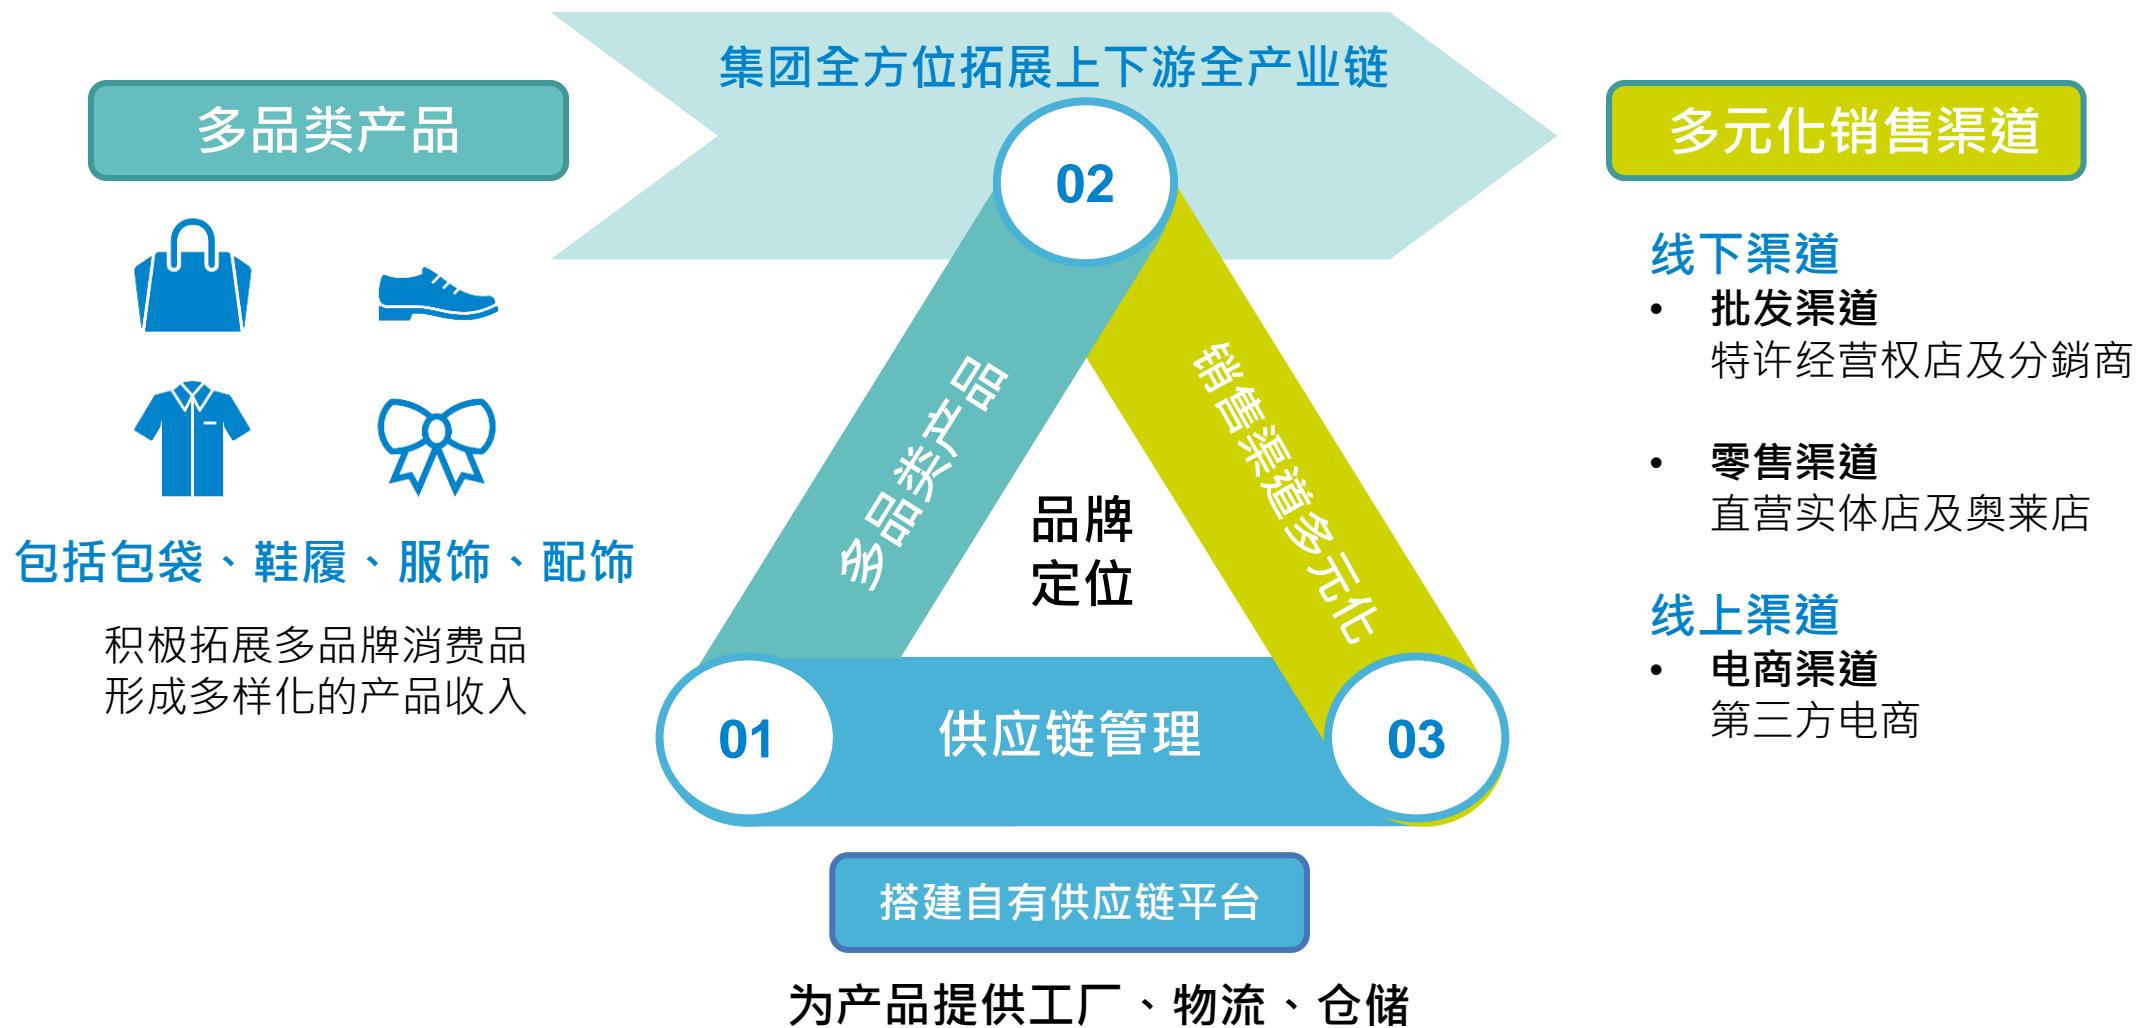 集团全方位拓展上下游全产业链
多品类产品
包括包袋、鞋履、服饰、配饰
积极拓展多品牌消费品
形成多样化的产品收入
02
多品类产品
销售渠道多元化
品牌
定位
01
供应链管理
03
搭建自有供应链平台
为产品提供工厂、物流、仓储
多元化销售渠道
线下渠道
• 批发渠道
特许经营权店及分銷商
• 零售渠道
直营实体店及奥莱店
线上渠道
• 电商渠道
第三方电商